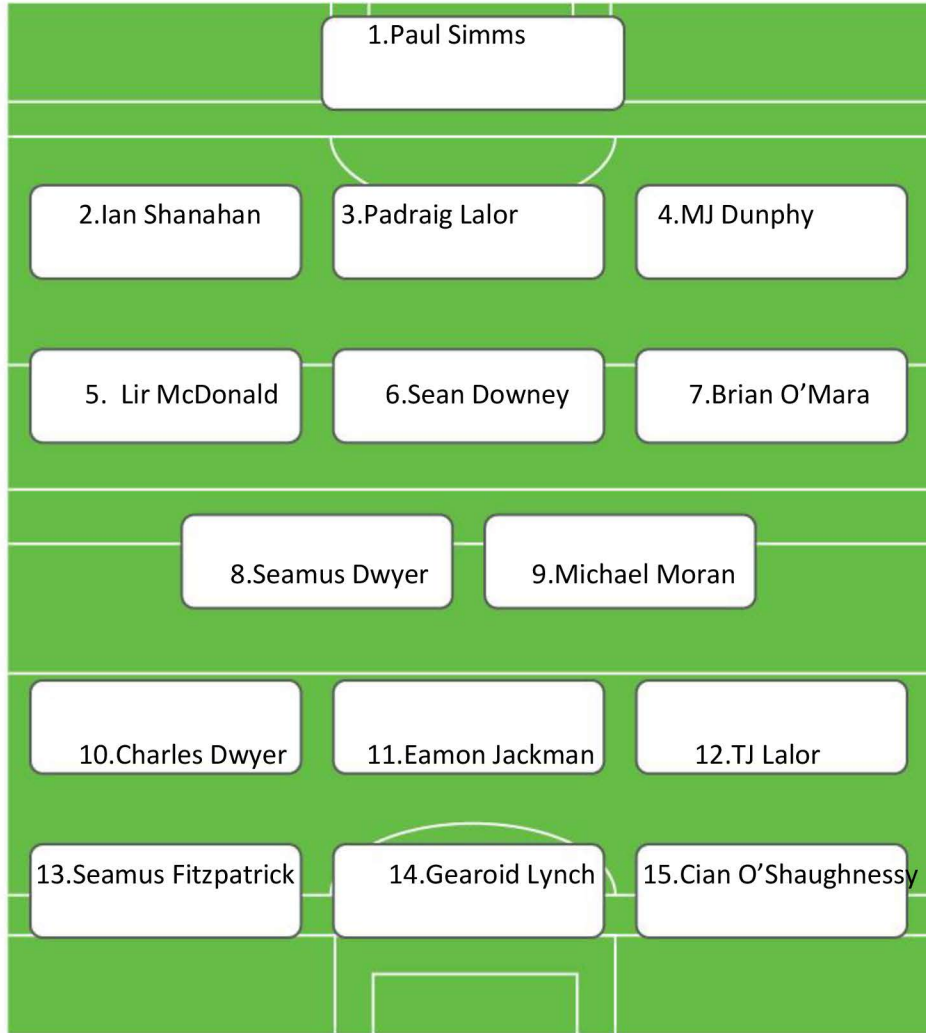 1.Paul Simms
2.Ian Shanahan
3.Padraig Lalor
4.MJ Dunphy
5. Lir McDonald
6.Sean Downey
7.Brian O’Mara
8.Seamus Dwyer
9.Michael Moran
10.Charles Dwyer
11.Eamon Jackman
12.TJ Lalor
13.Seamus Fitzpatrick
14.Gearoid Lynch
15.Cian O’Shaughnessy